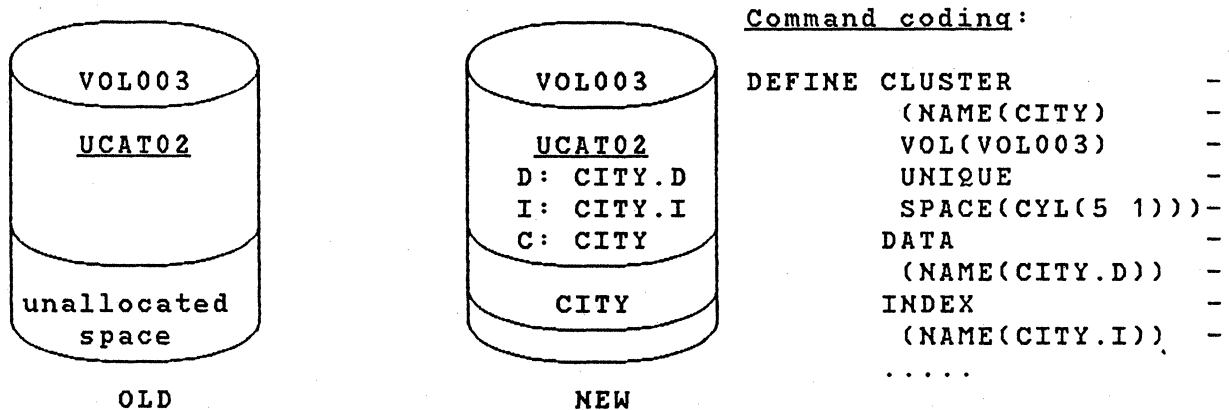 VOL003
UCAT02
unallocated
space
OLD
VOL003
UCAT02
D: CITY.D
I: CITY.I
C: CITY
CITY
NEW
Command coding:
DEFINE CLUSTER -
(NAME(CITY) -
VOL(VOL003) -
UNIQUE -
SPACE(CYL(5 1)))-
DATA -
(NAME(CITY.D)) -
INDEX -
(NAME(CITY.I)) -
.....